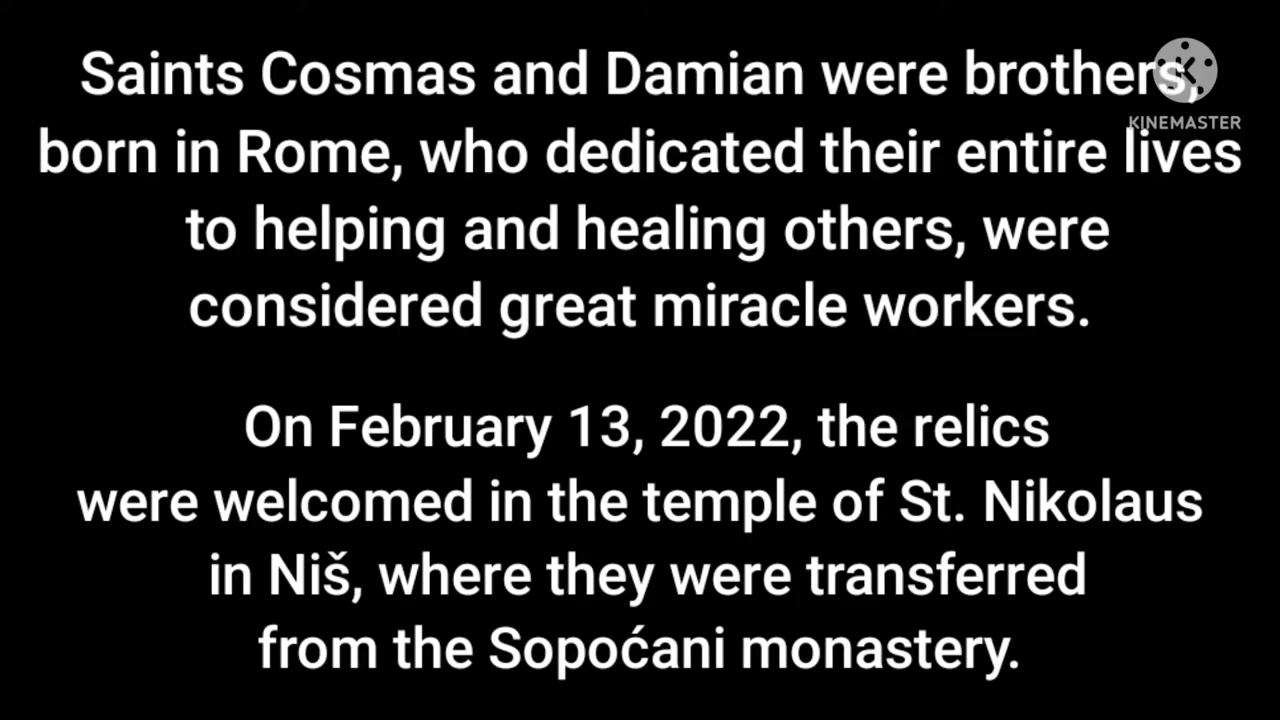 Saints Cosmas and Damian were brothers,
KINEMASTER
born in Rome, who dedicated their entire lives
to helping and healing others, were
considered great miracle workers.
On February 13, 2022, the relics
were welcomed in the temple of St. Nikolaus
in Niš, where they were transferred
from the Sopoćani monastery.